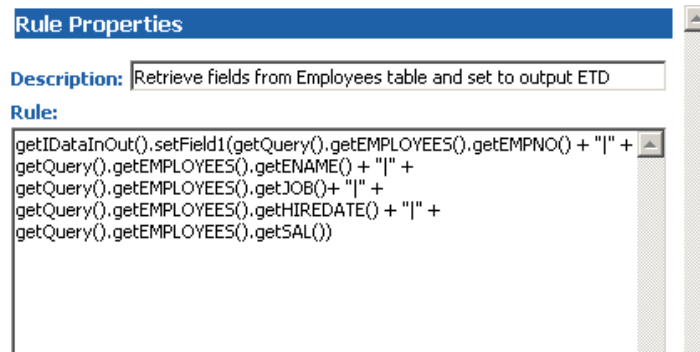 Rule Properties
Description: Retrieve fields from Employees table and set to output ETD
Rule:
getIDataInOut().setField1(getQuery().getEMPLOYEES().getEMPNO() + "|" +
getQuery().getEMPLOYEES().getENAME() + "|" +
getQuery().getEMPLOYEES().getJOB()+ "|" +
getQuery().getEMPLOYEES().getHIREDATE() + "|" +
getQuery().getEMPLOYEES().getSAL())